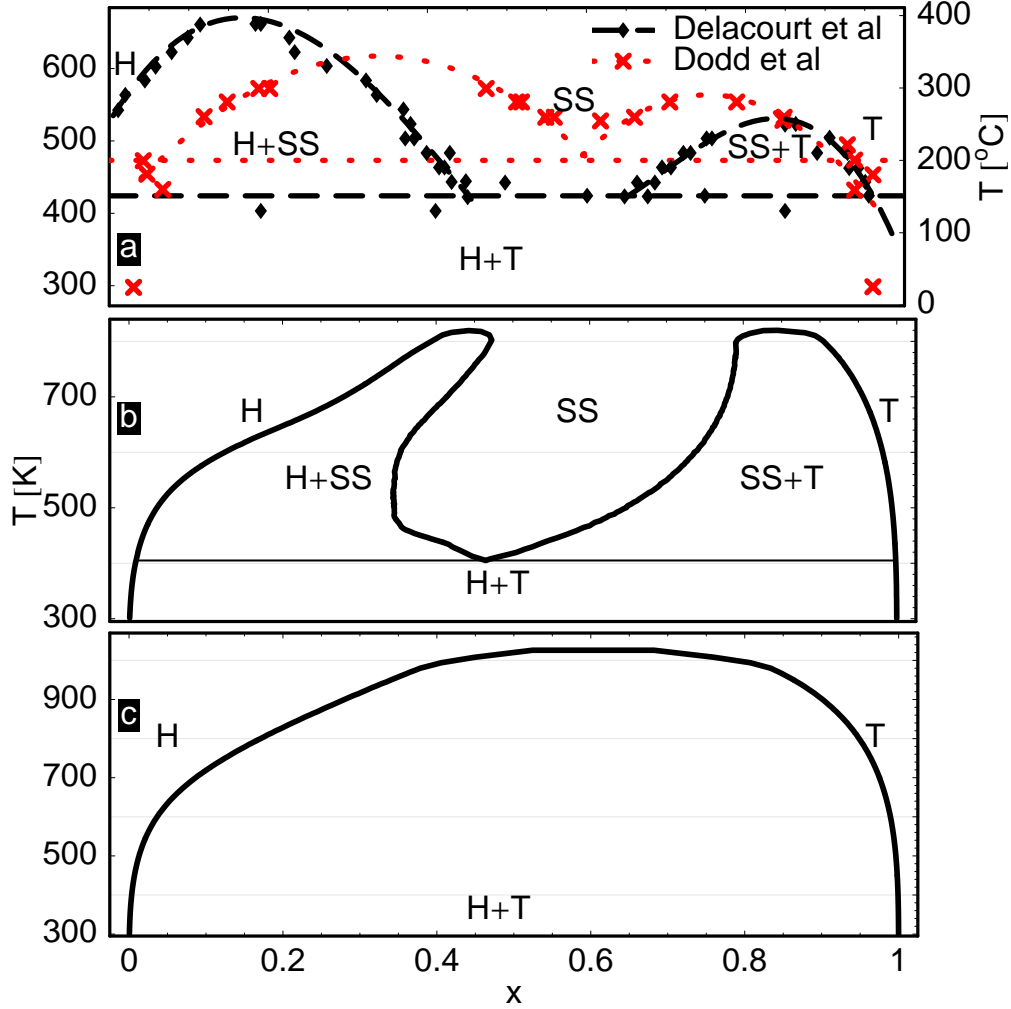 Delacourt et al
Dodd et al
600
500
400
300
400
300
200
100
0
T [°C]
H
SS
T
H+SS
SS+T
H+T
a
700
500
300
T [K]
b
H
SS
T
H+SS
SS+T
H+T
900
700
500
300
c
H
T
H+T
0
0.2
0.4
0.6
0.8
1
x